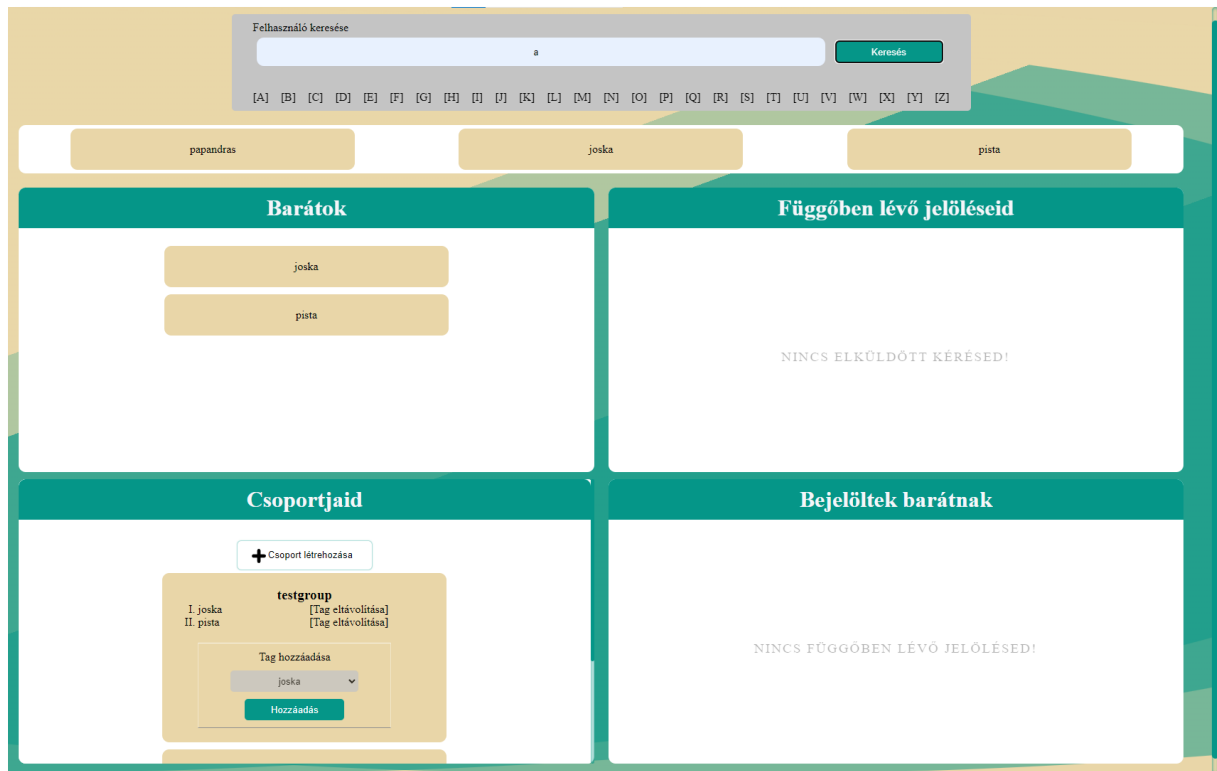 Felhasználó keresése
a Keresés
[A] [B] [C] [D] [E] [F] [G] [H] [I] [J] [K] [L] [M] [N] [O] [P] [Q] [R] [S] [T] [U] [V] [W] [X] [Y] [Z]
papandras joska pista
Barátok
joska
pista
Függőben lévő jelöléseid
NINCS ELKÜLDŐTT KÉRÉSED!
Csoportjaid
Csoport létrehozása
testgroup
I. joska [Tag eltávolítása]
II. pista [Tag eltávolítása]
Tag hozzáadása
joska
Hozzáadás
Bejelöltek barátnak
NINCS FÜGGŐBEN LÉVŐ JELÖLÉSED!